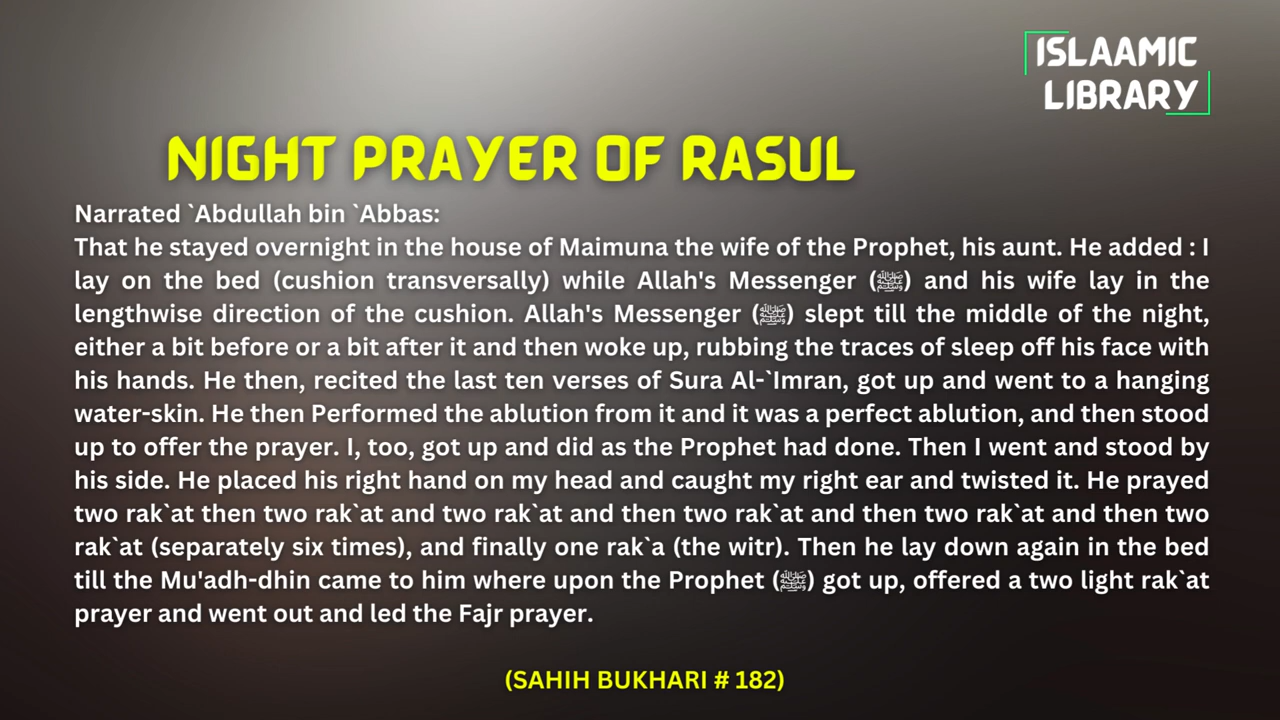 ISLAAMIC
LIBRARY
NIGHT PRAYER OF RASUL
Narrated `Abdullah bin `Abbas:
That he stayed overnight in the house of Maimuna the wife of the Prophet, his aunt. He added : I
lay on the bed (cushion transversally) while Allah's Messenger (ﷺ) and his wife lay in the
lengthwise direction of the cushion. Allah's Messenger (ﷺ) slept till the middle of the night,
either a bit before or a bit after it and then woke up, rubbing the traces of sleep off his face with
his hands. He then, recited the last ten verses of Sura Al-`Imran, got up and went to a hanging
water-skin. He then Performed the ablution from it and it was a perfect ablution, and then stood
up to offer the prayer. I, too, got up and did as the Prophet had done. Then I went and stood by
his side. He placed his right hand on my head and caught my right ear and twisted it. He prayed
two rak`at then two rak`at and two rak`at and then two rak`at and then two rak`at and then two
rak`at (separately six times), and finally one rak`a (the witr). Then he lay down again in the bed
till the Mu'adh-dhin came to him where upon the Prophet (ﷺ) got up, offered a two light rak`at
prayer and went out and led the Fajr prayer.
(SAHIH BUKHARI # 182)